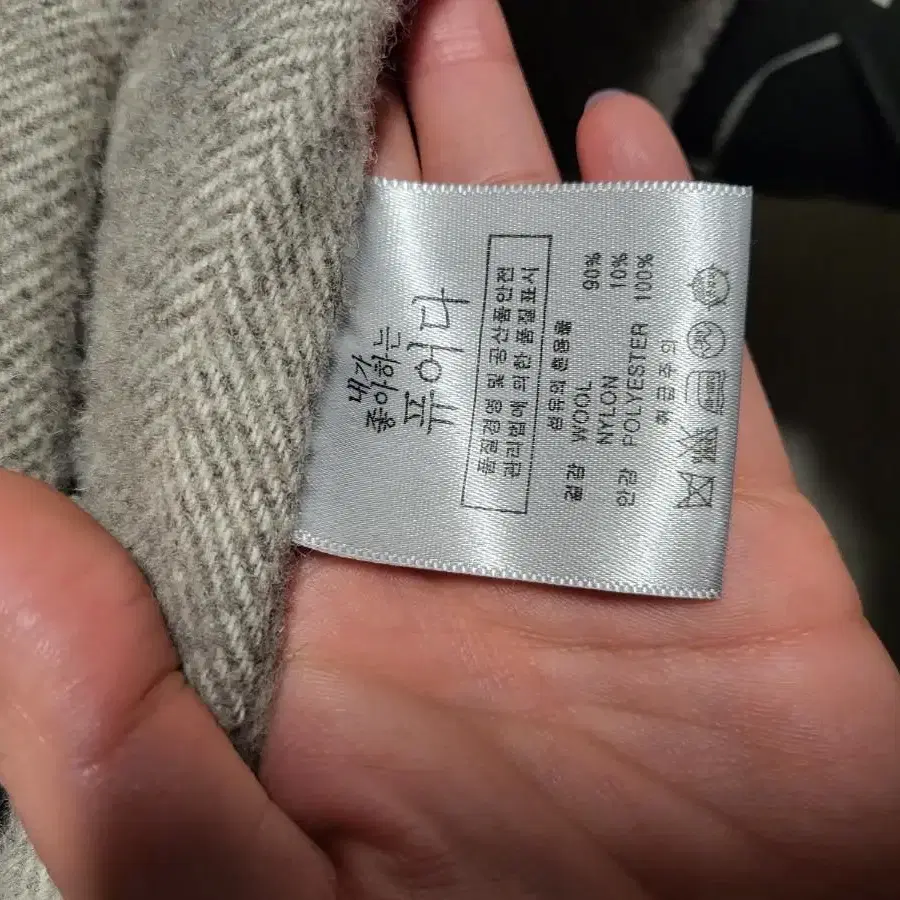 내가
좋아하는
퓨어다
품질경영 및 공산품안전
관리법에 의한 품질표시
섬유의 혼용률
겉감 WOOL 90%
NYLON 10%
안감 POLYESTER 100%
취급주의